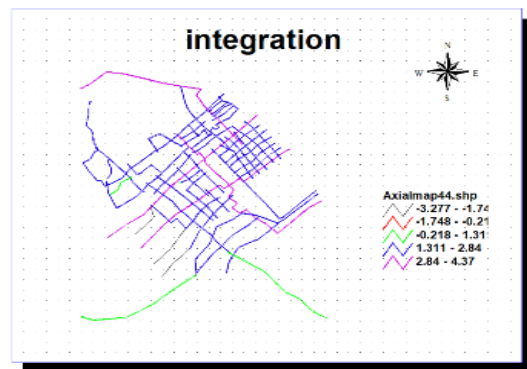 integration
N
W E
S
Axialmap44.shp
-3.277 - -1.74
-1.748 - -0.21
-0.218 - 1.31
1.311 - 2.84
2.84 - 4.37